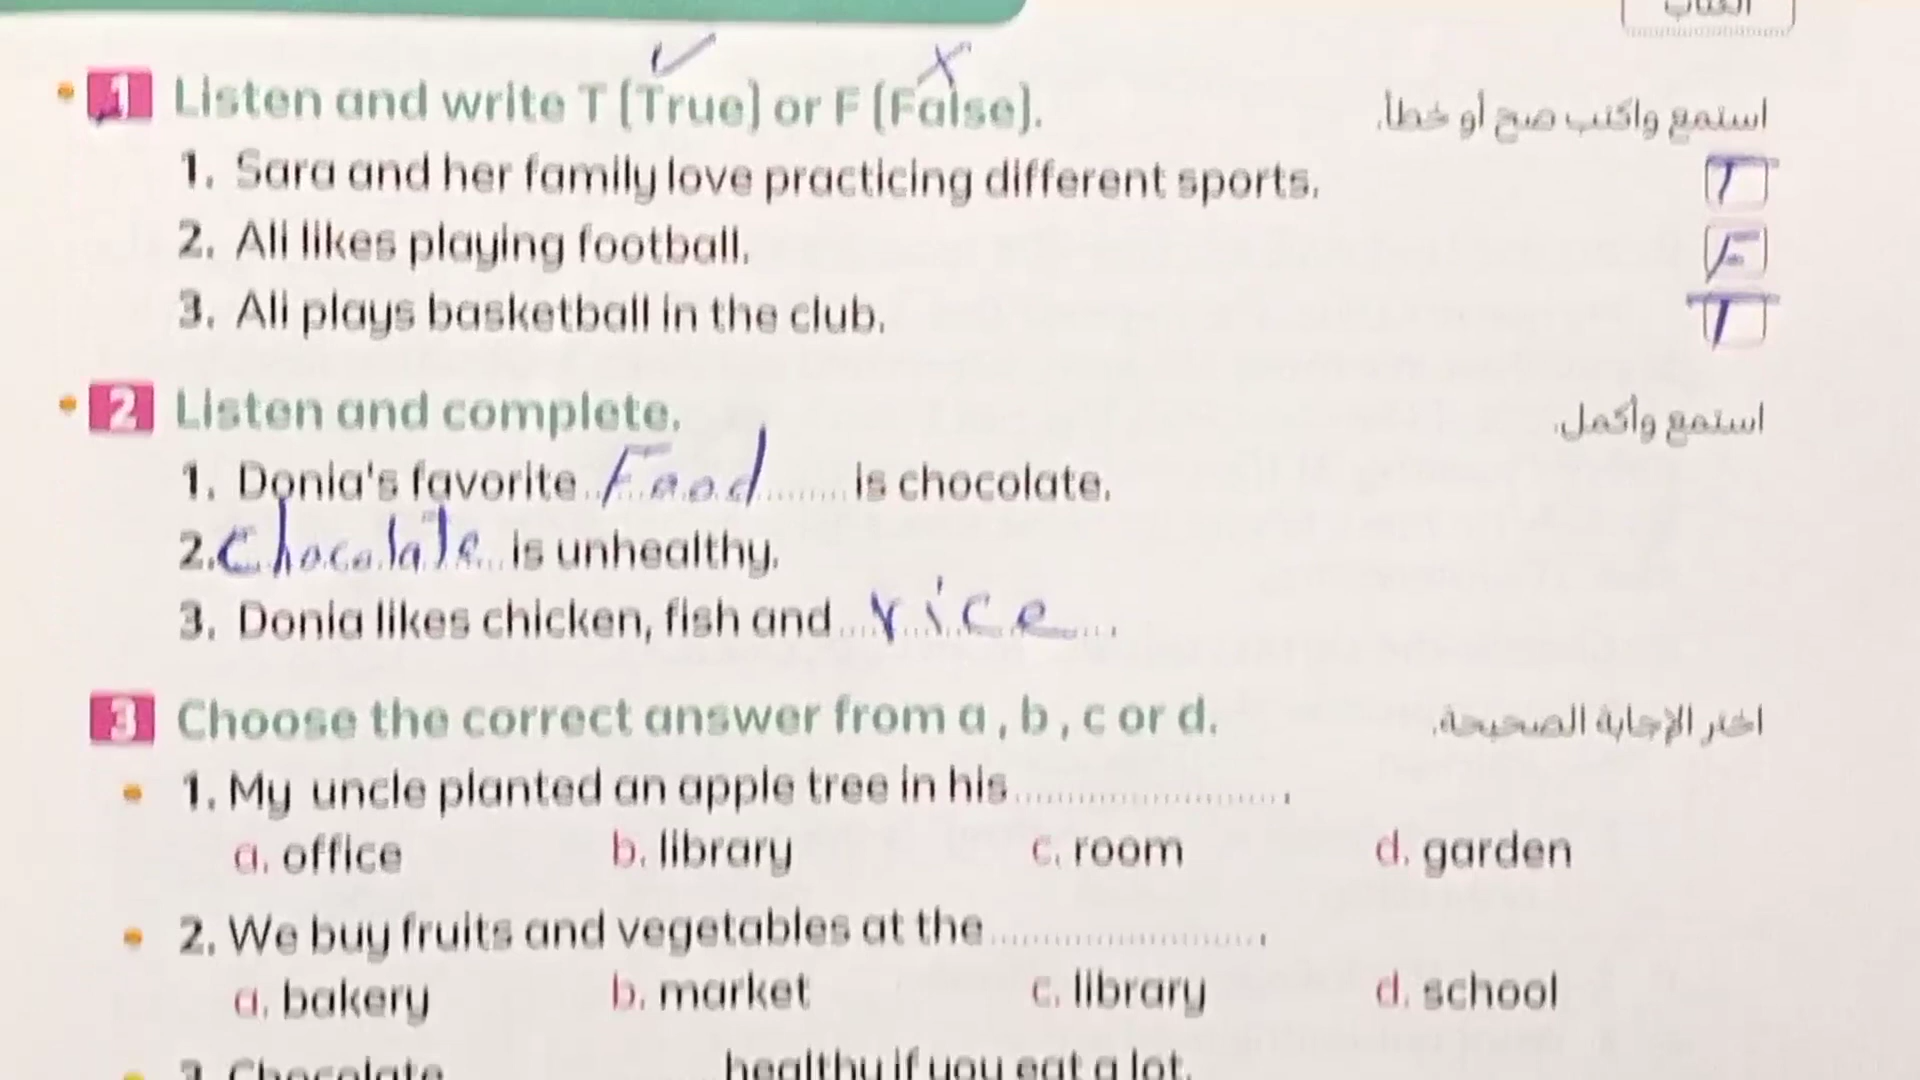 الكتاب
✓ X
1 Listen and write T (True) or F (False). استمع واكتب صح أو خطأ.
1. Sara and her family love practicing different sports. T
2. Ali likes playing football. F
3. Ali plays basketball in the club. T
2 Listen and complete. استمع وأكمل.
1. Donia's favorite Food is chocolate.
2. Chocolate is unhealthy.
3. Donia likes chicken, fish and rice.
3 Choose the correct answer from a, b, c or d. اختر الإجابة الصحيحة.
1. My uncle planted an apple tree in his .
a. office b. library c. room d. garden
2. We buy fruits and vegetables at the .
a. bakery b. market c. library d. school
3. Chocolate healthy if you eat a lot.